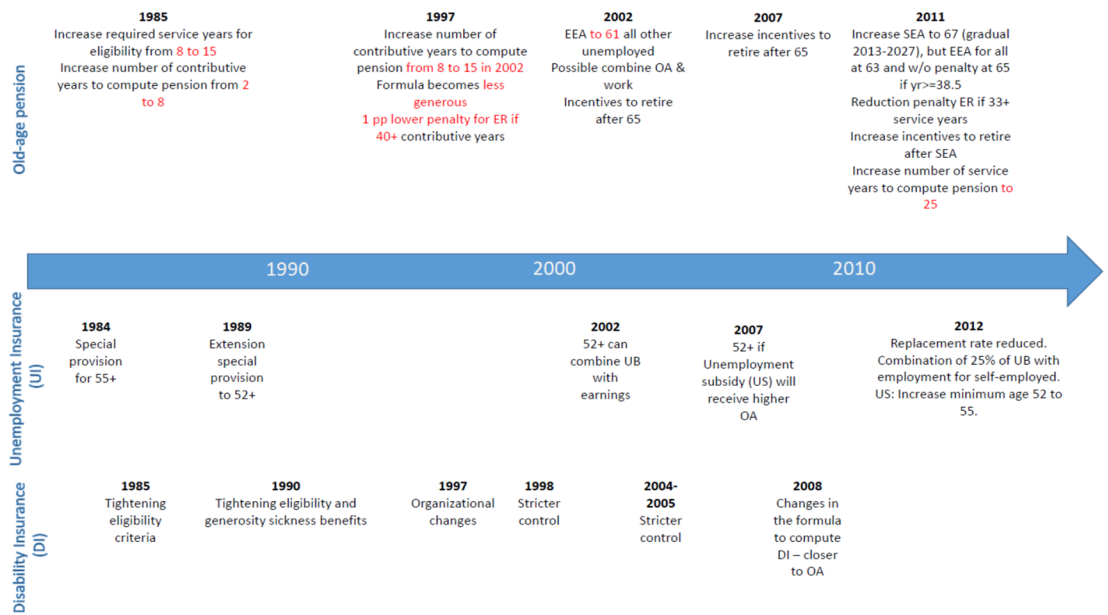 Old-age pension
1985
Increase required service years for
eligibility from 8 to 15
Increase number of contributive
years to compute pension from 2
to 8
1997
Increase number of
contributive years to compute
pension from 8 to 15 in 2002
Formula becomes less
generous
1 pp lower penalty for ER if
40+ contributive years
2002
EEA to 61 all other
unemployed
Possible combine OA &
work
Incentives to retire
after 65
2007
Increase incentives to
retire after 65
2011
Increase SEA to 67 (gradual
2013-2027), but EEA for all
at 63 and w/o penalty at 65
if yr>=38.5
Reduction penalty ER if 33+
service years
Increase incentives to retire
after SEA
Increase number of service
years to compute pension to
25
1990
2000
2010
Unemployment Insurance
(UI)
1984
Special
provision
for 55+
1989
Extension
special
provision
to 52+
2002
52+ can
combine UB
with
earnings
2007
52+ if
Unemployment
subsidy (US) will
receive higher
OA
2012
Replacement rate reduced.
Combination of 25% of UB with
employment for self-employed.
US: Increase minimum age 52 to
55.
Disability Insurance
(DI)
1985
Tightening
eligibility
criteria
1990
Tightening eligibility and
generosity sickness benefits
1997
Organizational
changes
1998
Stricter
control
2004-
2005
Stricter
control
2008
Changes in
the formula
to compute
DI – closer
to OA